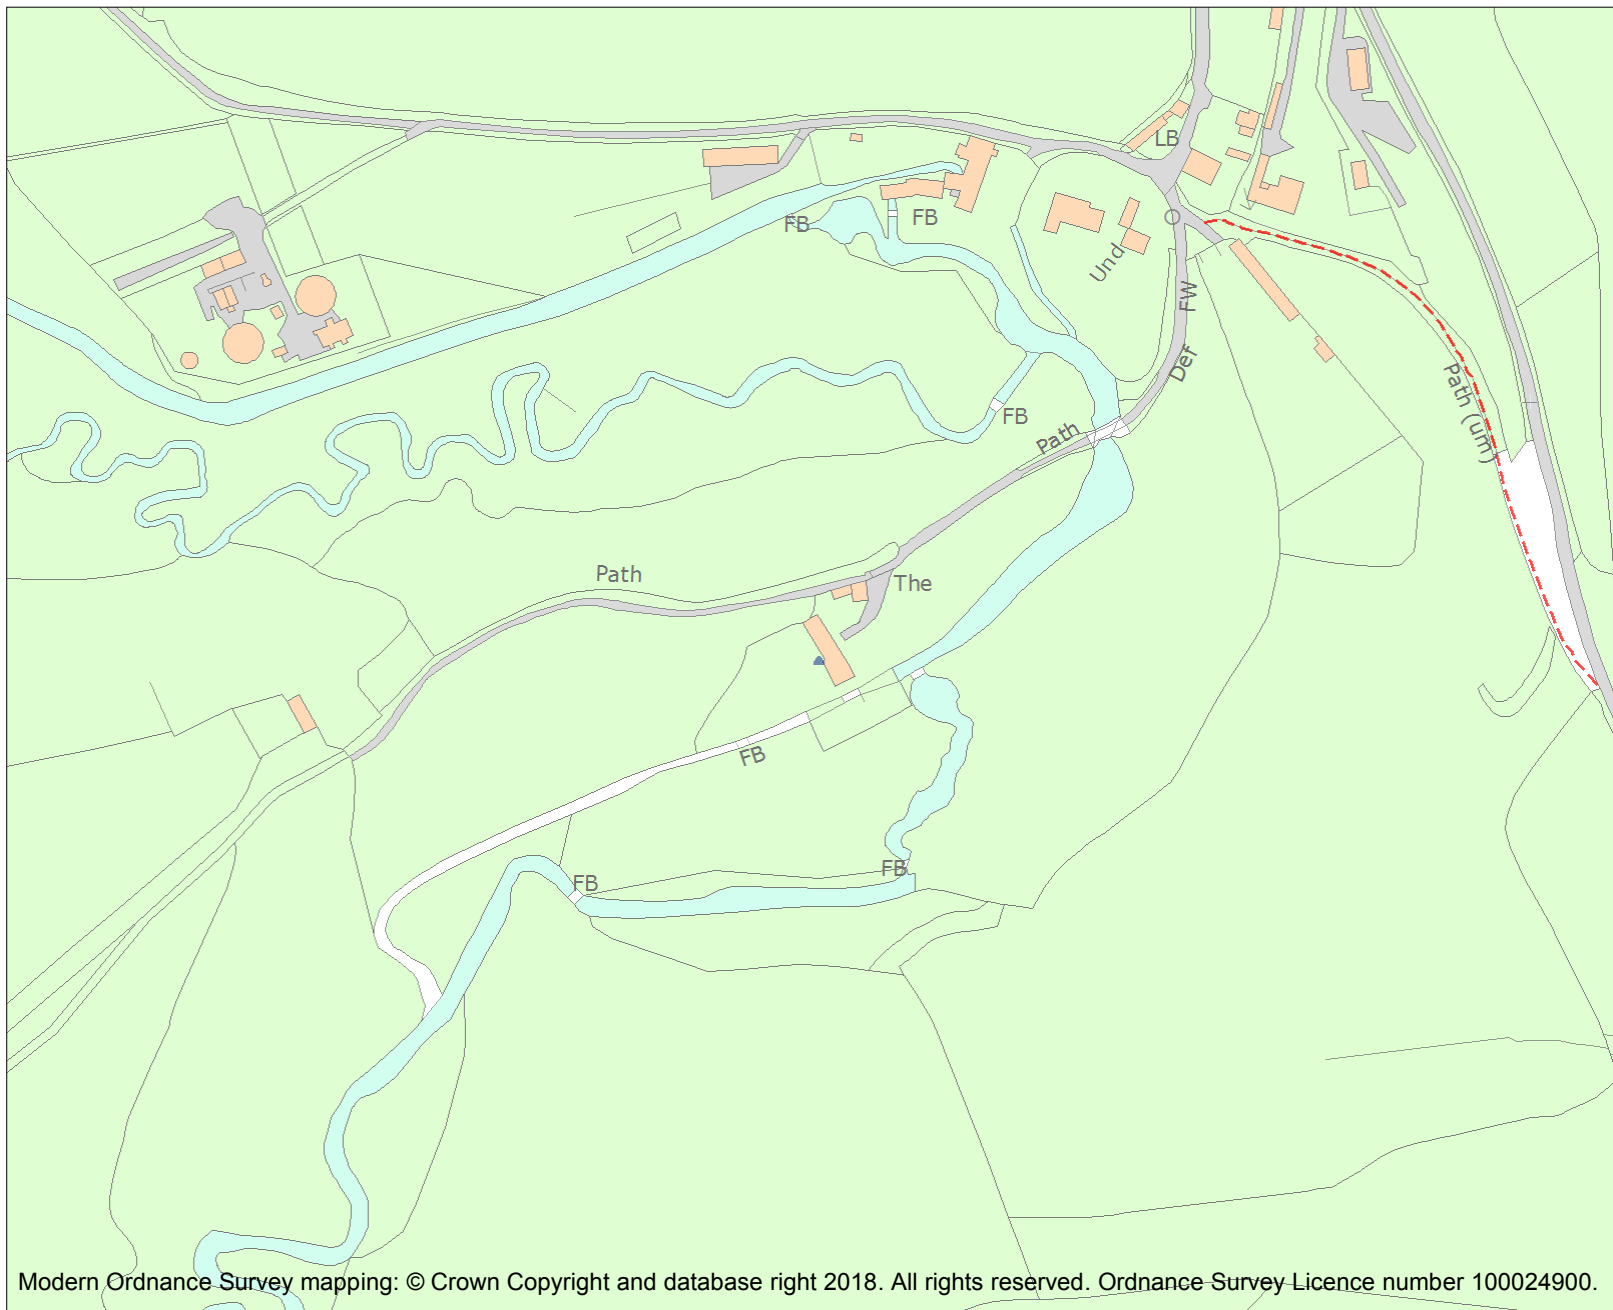 LB
FB
FB
Und
FW
Def
Path (um)
FB
Path
Path
The
FB
FB
FB
Modern Ordnance Survey mapping: © Crown Copyright and database right 2018. All rights reserved. Ordnance Survey Licence number 100024900.